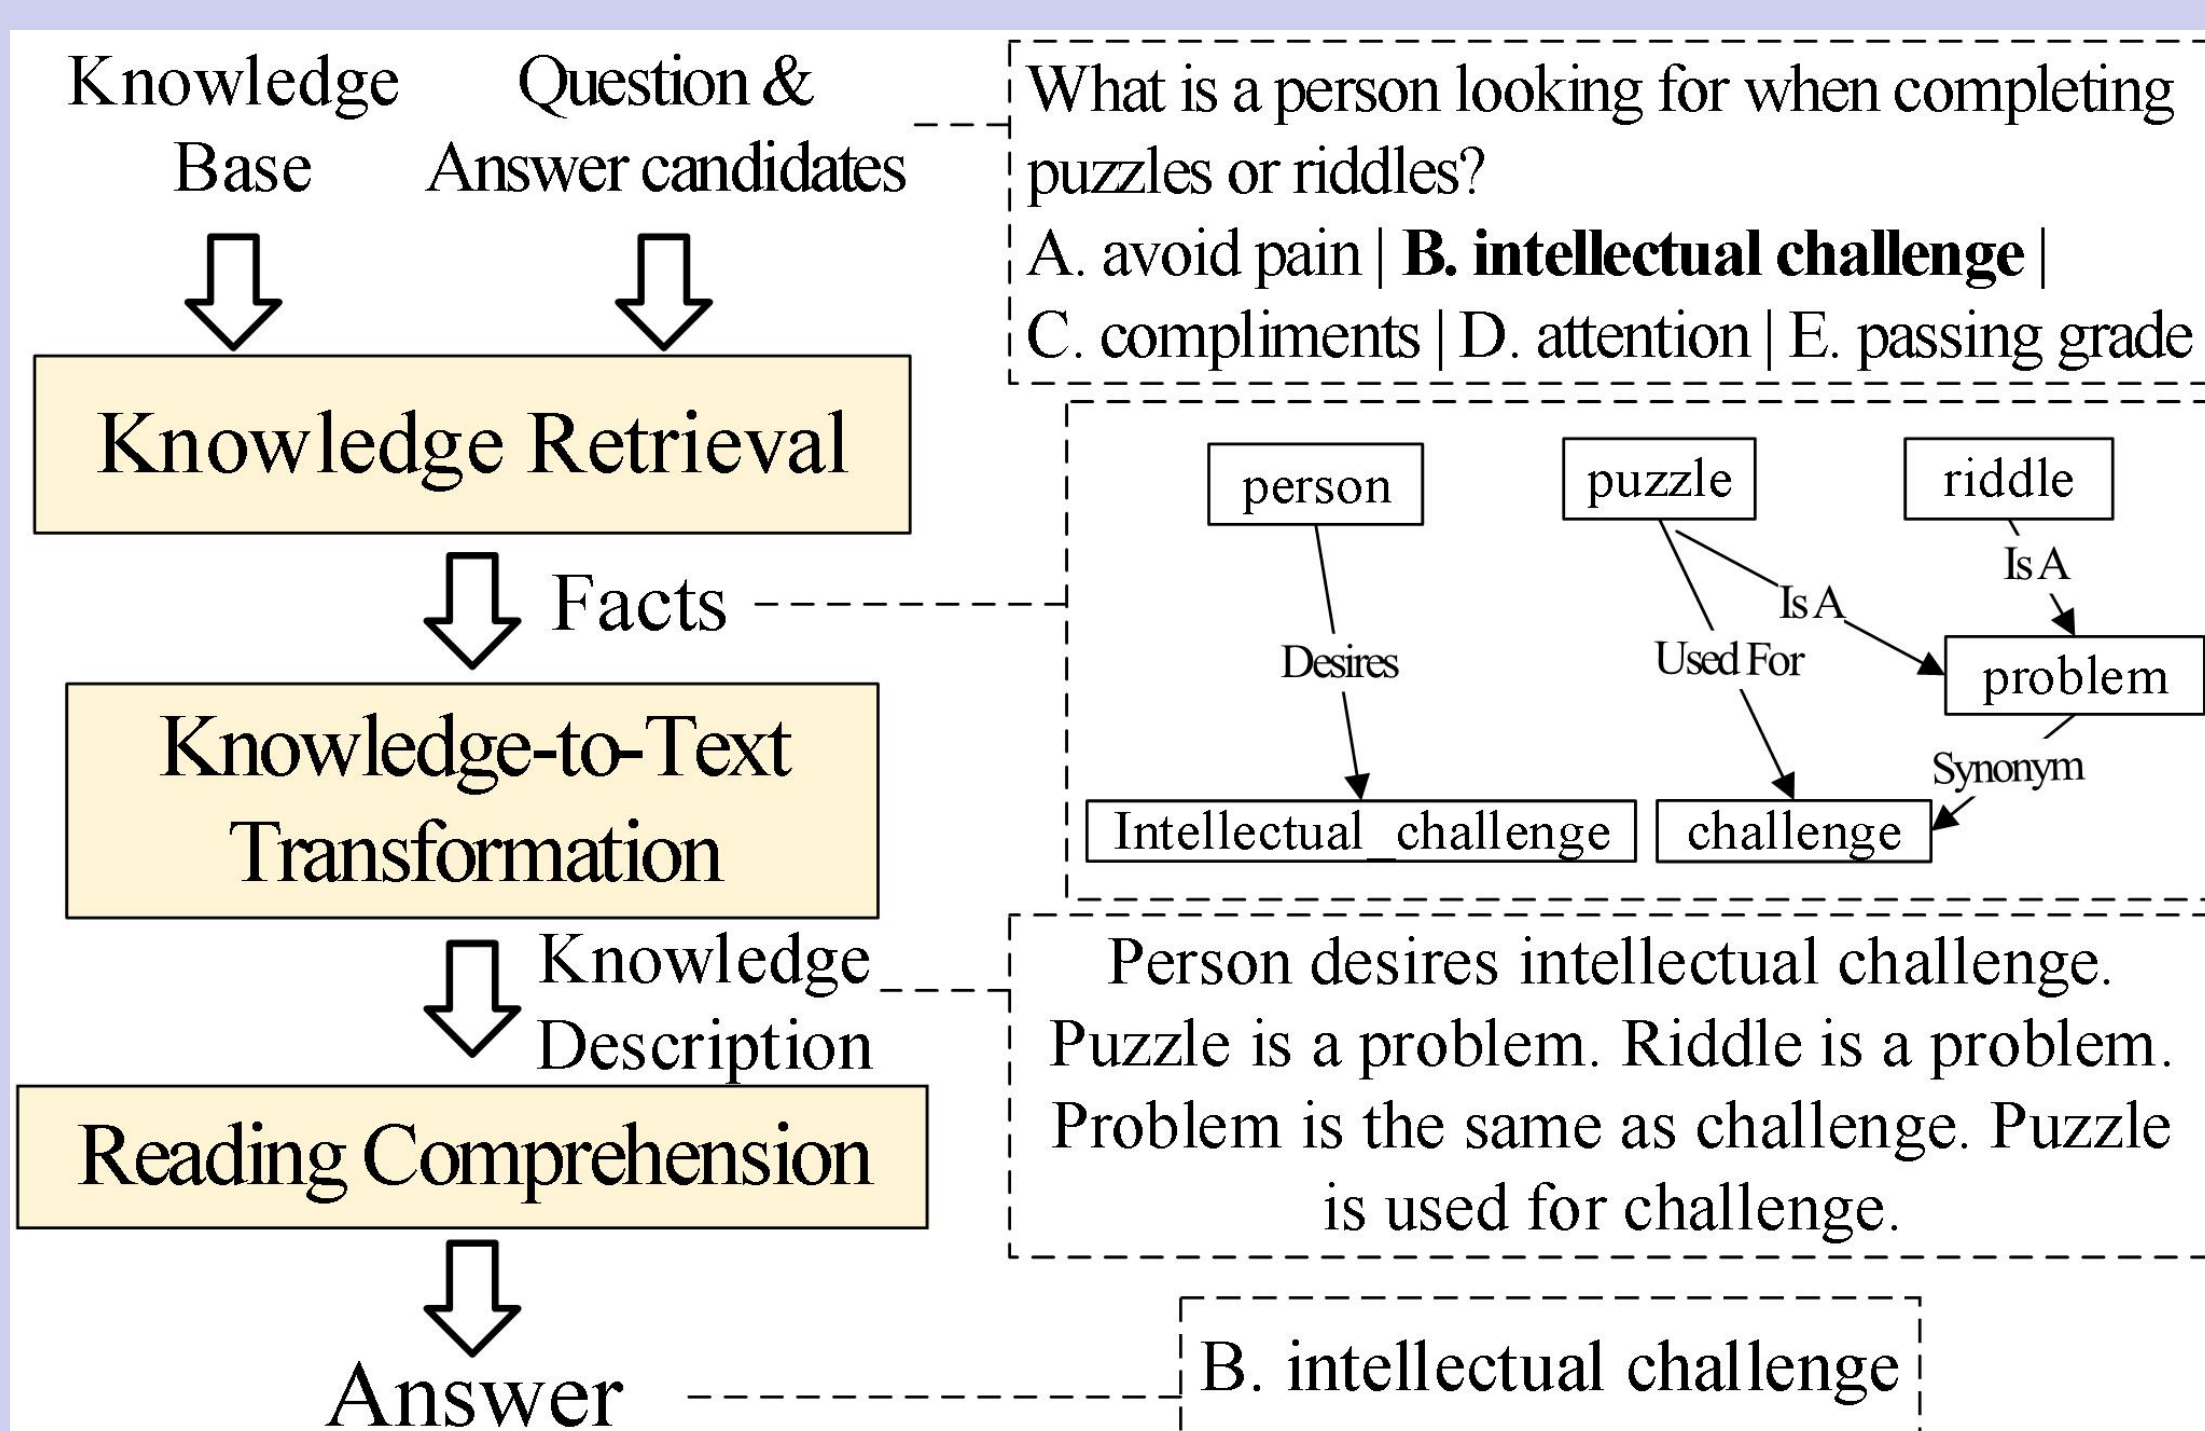 Knowledge
Base
Question &
Answer candidates
What is a person looking for when completing
puzzles or riddles?
A. avoid pain | B. intellectual challenge |
C. compliments | D. attention | E. passing grade
Knowledge Retrieval
Facts
person
puzzle
riddle
Is A
Is A
Desires
Used For
problem
Synonym
Intellectual_challenge
challenge
Knowledge-to-Text
Transformation
Knowledge
Description
Person desires intellectual challenge.
Puzzle is a problem. Riddle is a problem.
Problem is the same as challenge. Puzzle
is used for challenge.
Reading Comprehension
Answer
B. intellectual challenge